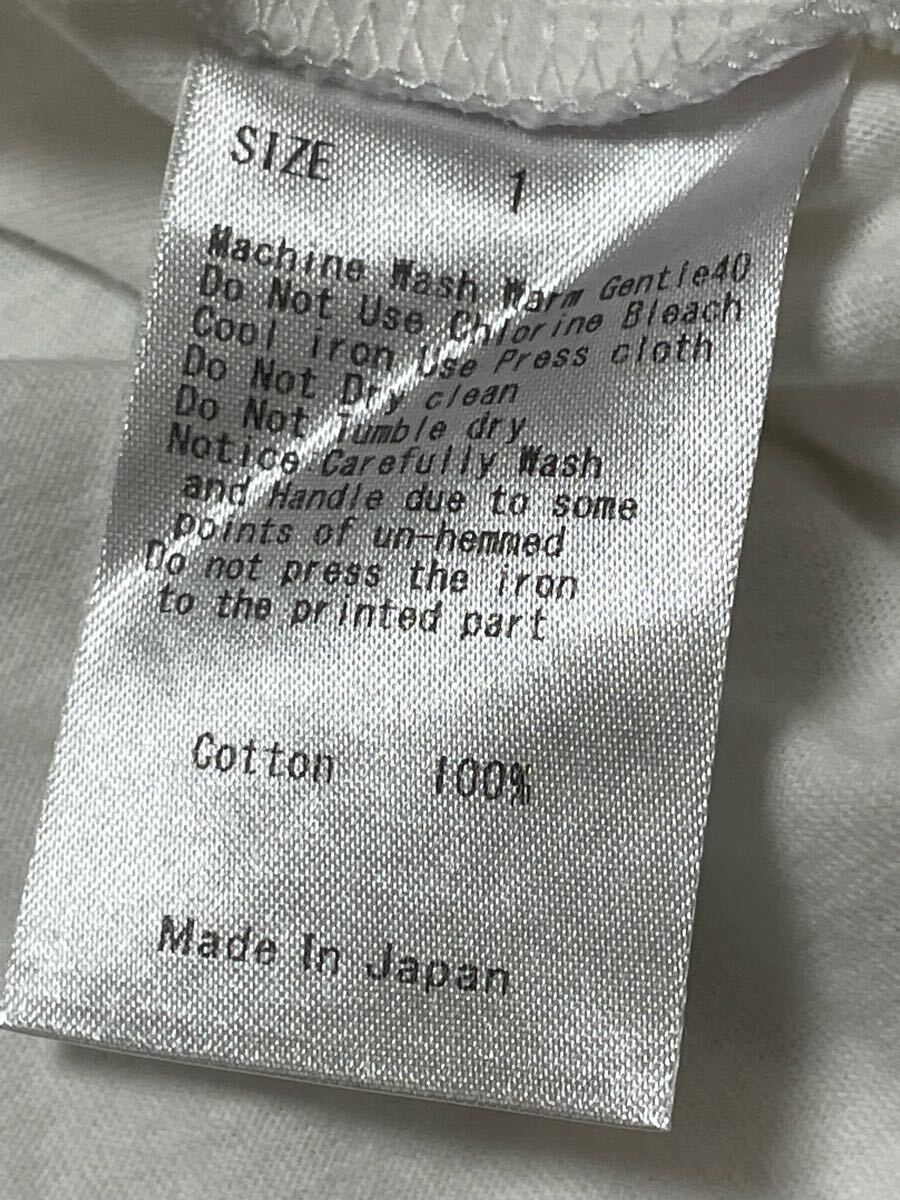 SIZE 1
Machine Wash Warm Gentle40
Do Not Use Chlorine Bleach
Cool iron Use Press cloth
Do Not Dry clean
Do Not Tumble dry
Notice Carefully Wash
and Handle due to some
points of un-hemmed
Do not press the iron
to the printed part
Cotton 100%
Made In Japan